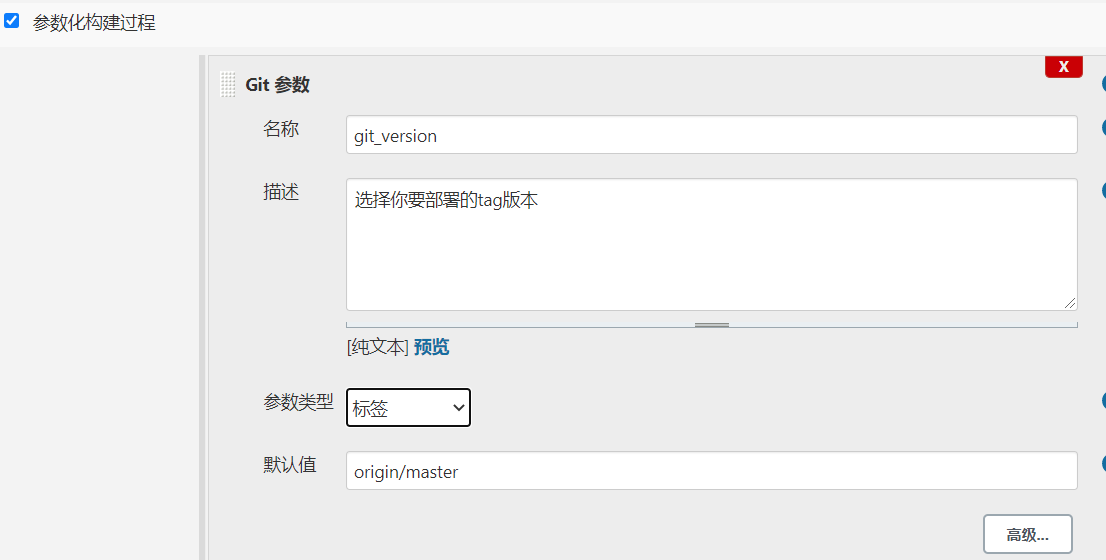 参数化构建过程
X
Git 参数
名称
git_version
描述
选择你要部署的tag版本
[纯文本] 预览
参数类型
标签
默认值
origin/master
高级...